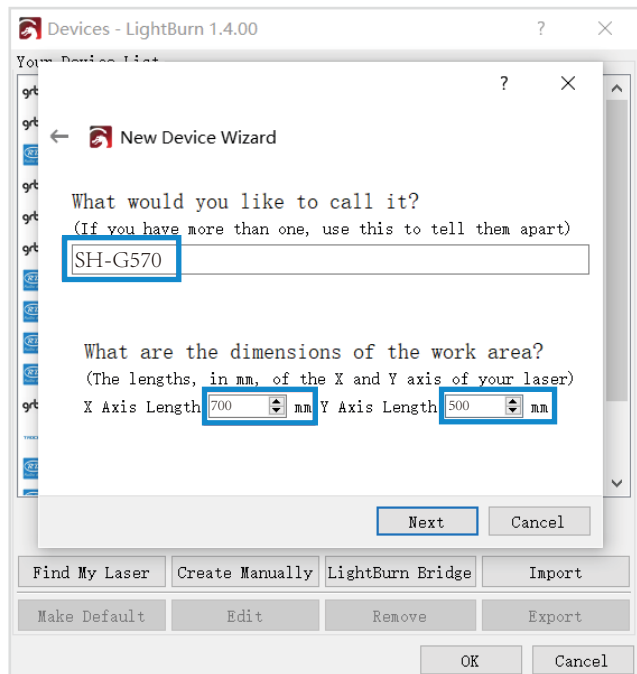 Devices - LightBurn 1.4.00
?
Your Device List
?
New Device Wizard
What would you like to call it?
(If you have more than one, use this to tell them apart)
SH-G570
What are the dimensions of the work area?
(The lengths, in mm, of the X and Y axis of your laser)
X Axis Length 700 mm Y Axis Length 500 mm
Next Cancel
Find My Laser Create Manually LightBurn Bridge Import
Make Default Edit Remove Export
OK Cancel